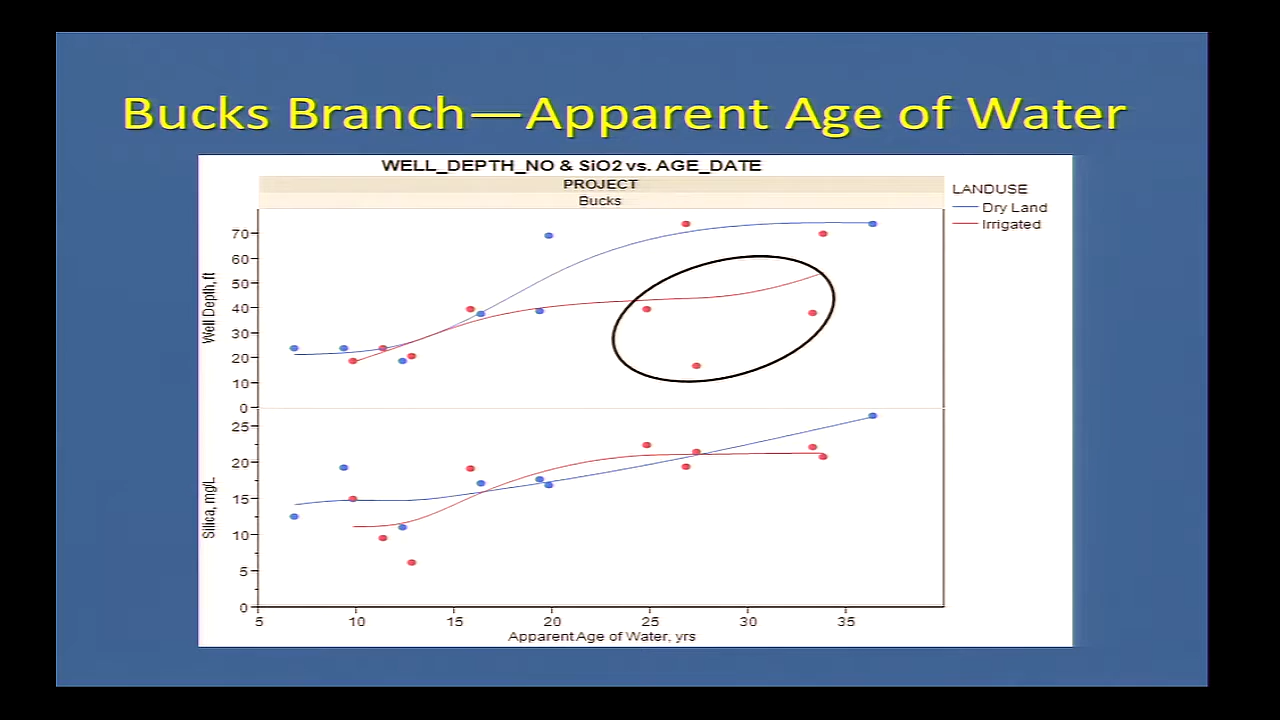 Bucks Branch—Apparent Age of Water
WELL_DEPTH_NO & SiO2 vs. AGE_DATE
PROJECT
Bucks
LANDUSE
Dry Land
Irrigated
Well Depth, ft
70
60
50
40
30
20
10
0
Silica, mg/L
25
20
15
10
5
0
5 10 15 20 25 30 35
Apparent Age of Water, yrs